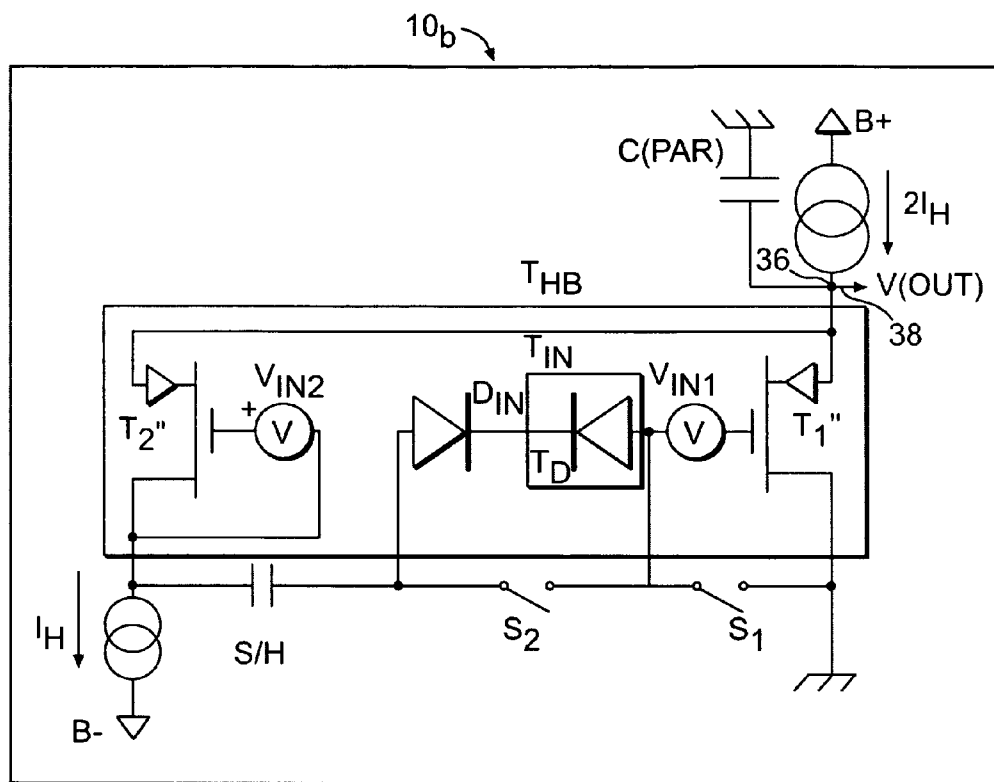 10b
B+
C(PAR)
2IH
36
V(OUT)
38
THB
TIN
VIN2
DIN
VIN1
+
V
T2"
TD
V
T1"
IH
S/H
S2
S1
B-